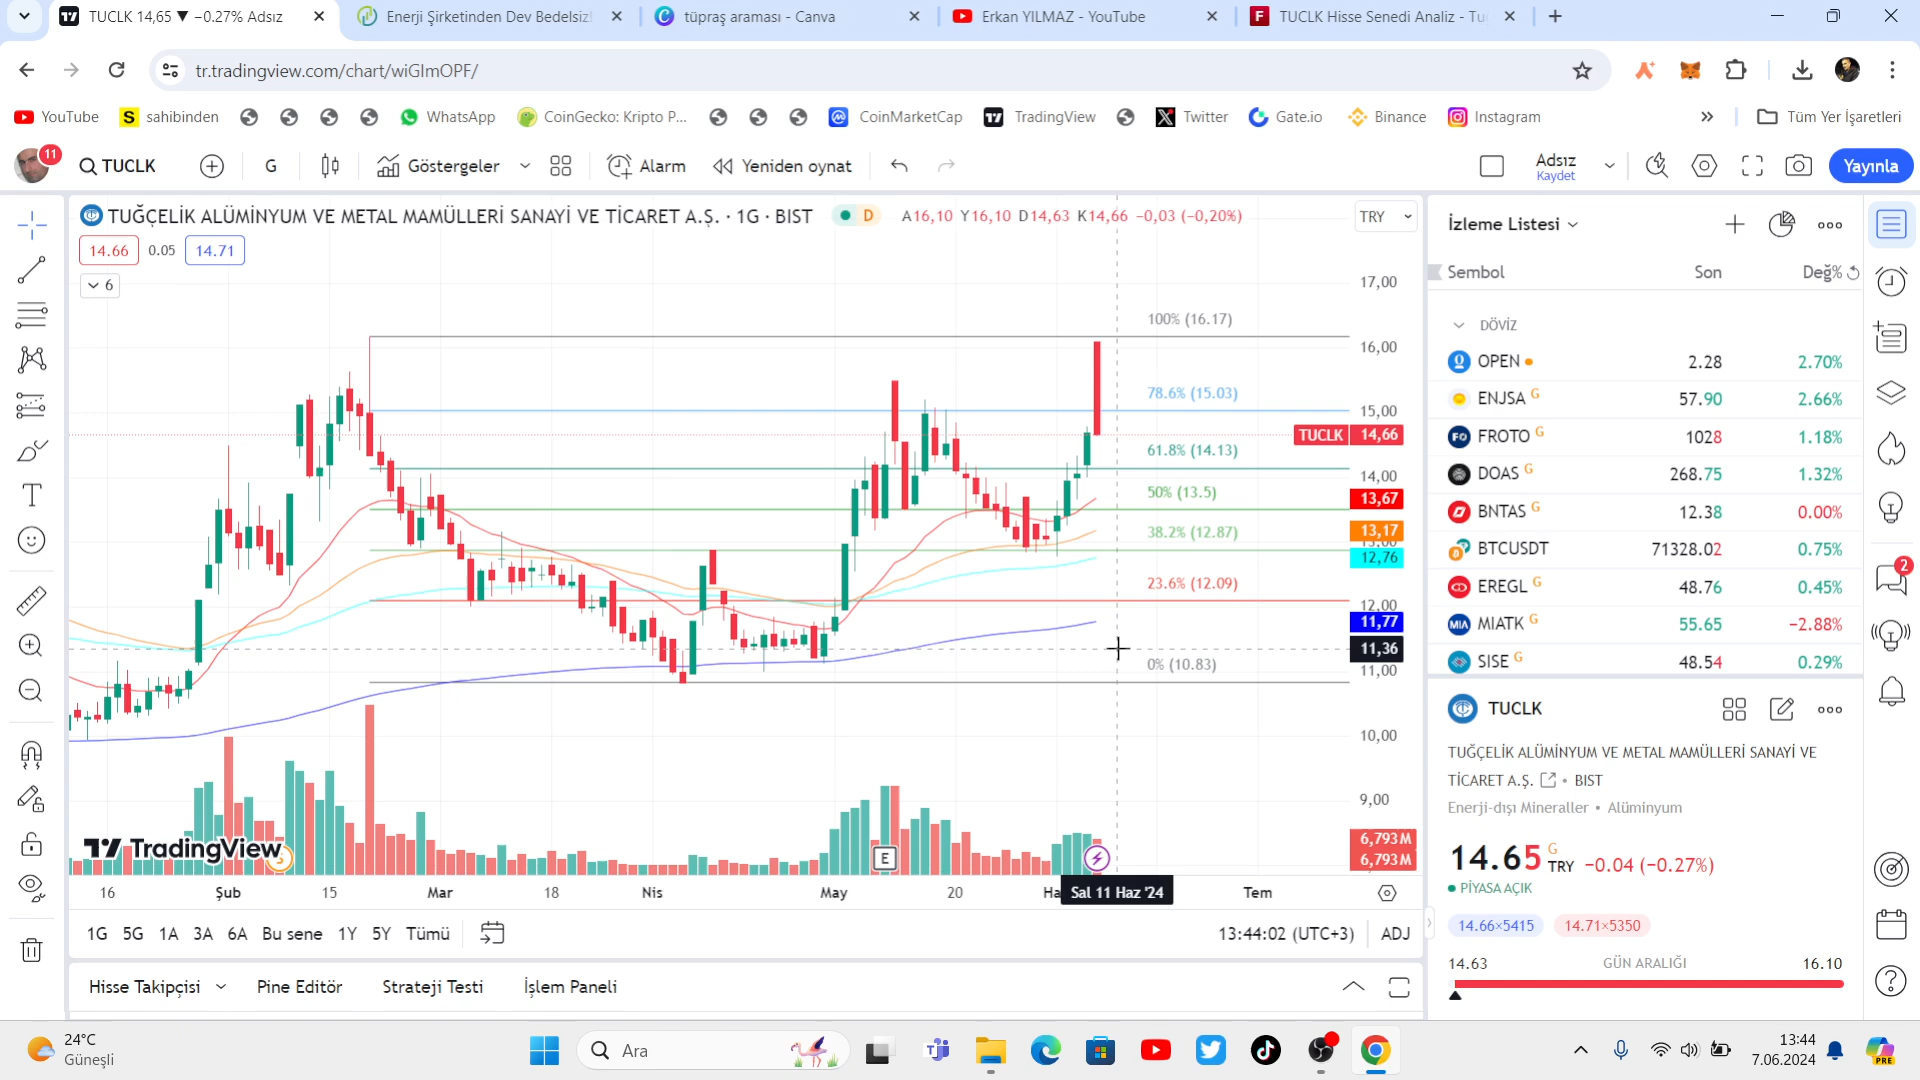 TUCLK 14,65 ▼ −0.27% Adsız
Enerji Şirketinden Dev Bedelsiz!
tüpraş araması - Canva
Erkan YILMAZ - YouTube
TUCLK Hisse Senedi Analiz - Tu
tr.tradingview.com/chart/wiGImOPF/
YouTube
sahibinden
WhatsApp
CoinGecko: Kripto P...
CoinMarketCap
TradingView
Twitter
Gate.io
Binance
Instagram
Tüm Yer İşaretleri
11
TUCLK
G
Göstergeler
Alarm
Yeniden oynat
Adsız
Kaydet
Yayınla
TUĞÇELİK ALÜMİNYUM VE METAL MAMÜLLERİ SANAYİ VE TİCARET A.Ş. · 1G · BIST
D
A16,10 Y16,10 D14,63 K14,66 −0,03 (−0,20%)
TRY
14.66 0.05 14.71
6
17,00
100% (16.17)
16,00
78.6% (15.03)
15,00
TUCLK 14,66
61.8% (14.13)
14,00
50% (13.5)
13,67
38.2% (12.87)
13,17
13,00
12,76
23.6% (12.09)
12,00
11,77
11,36
0% (10.83)
11,00
10,00
9,00
6,793M
6,793M
TradingView
E
16 Şub 15 Mar 18 Nis May 20 Ha Sal 11 Haz '24 Tem
1G 5G 1A 3A 6A Bu sene 1Y 5Y Tümü
13:44:02 (UTC+3) ADJ
Hisse Takipçisi Pine Editör Strateji Testi İşlem Paneli
İzleme Listesi
Sembol Son Değ%
DÖVİZ
OPEN 2.28 2.70%
ENJSA G 57.90 2.66%
FROTO G 1028 1.18%
DOAS G 268.75 1.32%
BNTAS G 12.38 0.00%
BTCUSDT 71328.02 0.75%
EREGL G 48.76 0.45%
MIATK G 55.65 −2.88%
SISE G 48.54 0.29%
2
TUCLK
TUĞÇELİK ALÜMİNYUM VE METAL MAMÜLLERİ SANAYİ VE
TİCARET A.Ş. • BIST
Enerji-dışı Mineraller • Alüminyum
14.65 G TRY −0.04 (−0.27%)
PİYASA AÇIK
14.66×5415 14.71×5350
14.63 GÜN ARALIĞI 16.10
24°C
Güneşli
Ara
13:44
7.06.2024
PRE